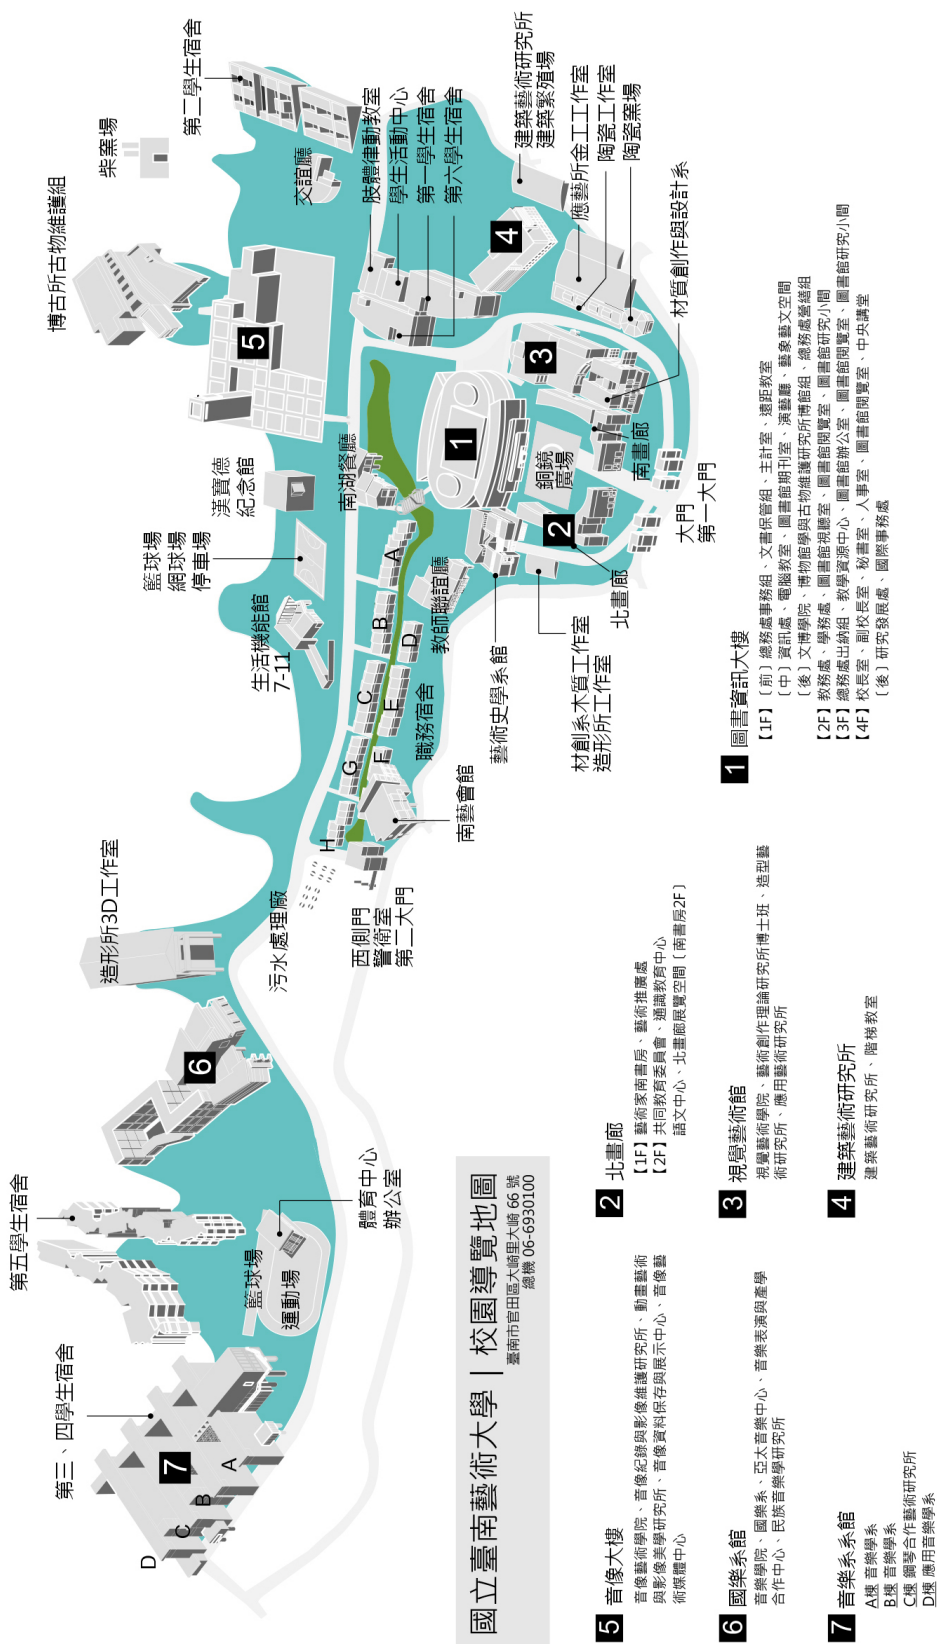 第三、四學生宿舍
第五學生宿舍
造形所3D工作室
博古所古物維護組
柴窯場
第二學生宿舍
交誼廳
籃球場
網球場
停車場
漢寶德
紀念館
生活機能館
7-11
南湖餐廳
肢體律動教室
學生活動中心
第一學生宿舍
第六學生宿舍
建築藝術研究所
建築繁殖場
應藝所金工工作室
陶瓷工作室
陶瓷窯場
材質創作與設計系
污水處理廠
西側門
警衛室
第二大門
南藝會館
職務宿舍
教師聯誼廳
藝術史學系館
材創系木質工作室
造形所工作室
北畫廊
銅鏡
廣場
南畫廊
大門
第一大門
籃球場
運動場
體育中心
辦公室
A
B
C
D
A
B
C
D
E
F
G
H
1
2
3
4
5
6
7
國立臺南藝術大學 | 校園導覽地圖
臺南市官田區大崎里大崎 66 號
總機 06-6930100
1 圖書資訊大樓
【1F】〔前〕總務處事務組、文書保管組、主計室、遠距教室
〔中〕資訊處、電腦教室、圖書館期刊室、演藝廳、藝象藝文空間
〔後〕文博學院、博物館學與古物維護研究所博館組、總務處營繕組
【2F】教務處、學務處、圖書館視聽室、圖書館閱覽室、圖書館研究小間
【3F】總務處出納組、教學資源中心、圖書館辦公室、圖書館閱覽室、圖書館研究小間
【4F】校長室、副校長室、秘書室、人事室、圖書館閱覽室、中央講堂
〔後〕研究發展處、國際事務處
2 北畫廊
【1F】藝術家南書房、藝術推廣處
【2F】共同教育委員會、通識教育中心
語文中心、北畫廊展覽空間〔南書房2F〕
3 視覺藝術館
視覺藝術學院、藝術創作理論研究所博士班、造型藝
術研究所、應用藝術研究所
4 建築藝術研究所
建築藝術研究所、階梯教室
5 音像大樓
音像藝術學院、音像紀錄與影像維護研究所、動畫藝術
與影像美學研究所、音像資料保存與展示中心、音像藝
術媒體中心
6 國樂系館
音樂學院、國樂系、亞太音樂中心、音樂表演與產學
合作中心、民族音樂學研究所
7 音樂系系館
A棟 音樂學系
B棟 音樂學系
C棟 鋼琴合作藝術研究所
D棟 應用音樂學系